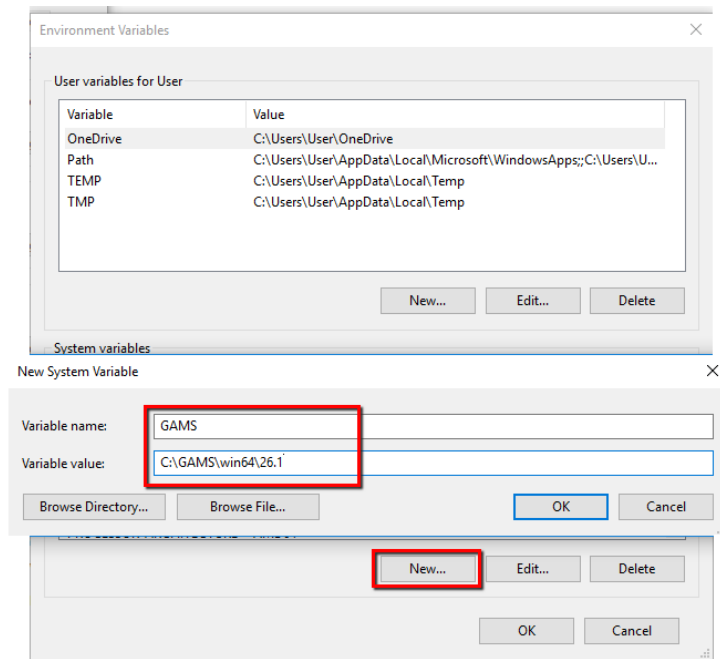 Environment Variables
User variables for User
Variable Value
OneDrive C:\Users\User\OneDrive
Path C:\Users\User\AppData\Local\Microsoft\WindowsApps;;C:\Users\U...
TEMP C:\Users\User\AppData\Local\Temp
TMP C:\Users\User\AppData\Local\Temp
New... Edit... Delete
System variables
New System Variable
Variable name: GAMS
Variable value: C:\GAMS\win64\26.1
Browse Directory... Browse File... OK Cancel
New... Edit... Delete
OK Cancel